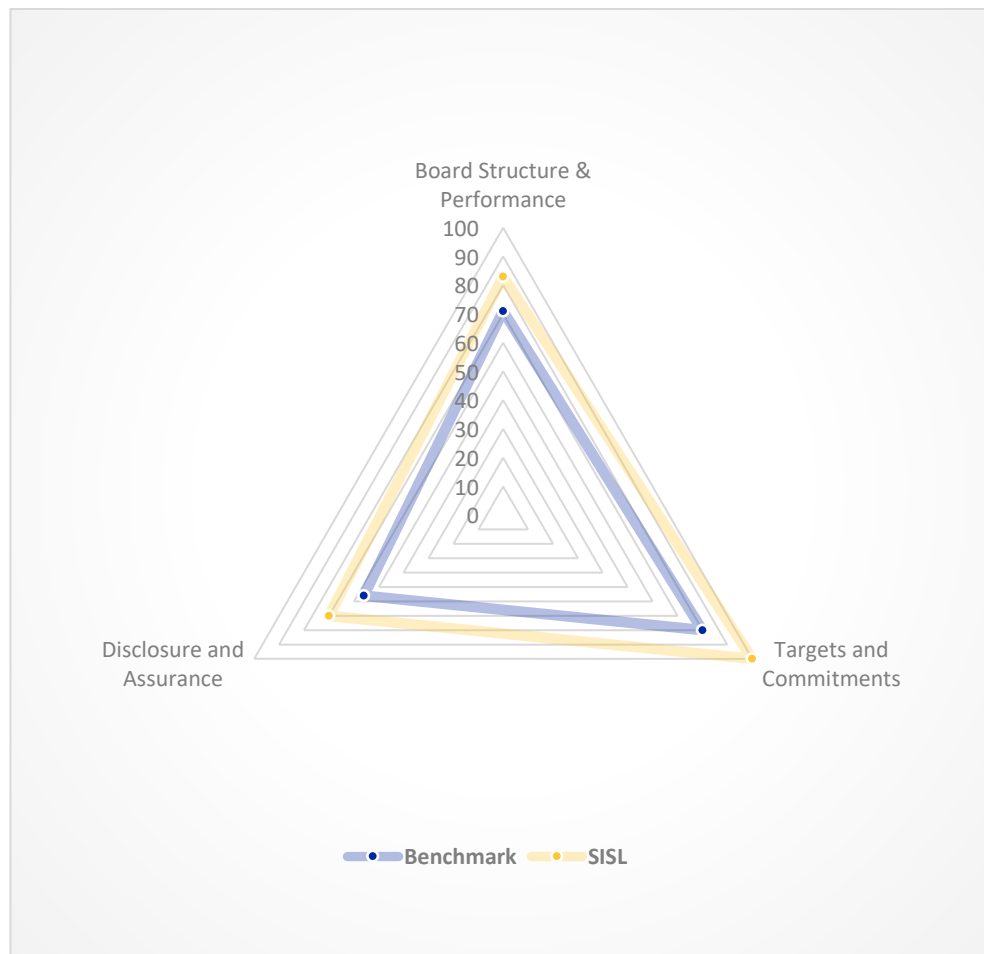 Board Structure &
Performance
100
90
80
70
60
50
40
30
20
10
0
Disclosure and
Assurance
Targets and
Commitments
Benchmark
SISL